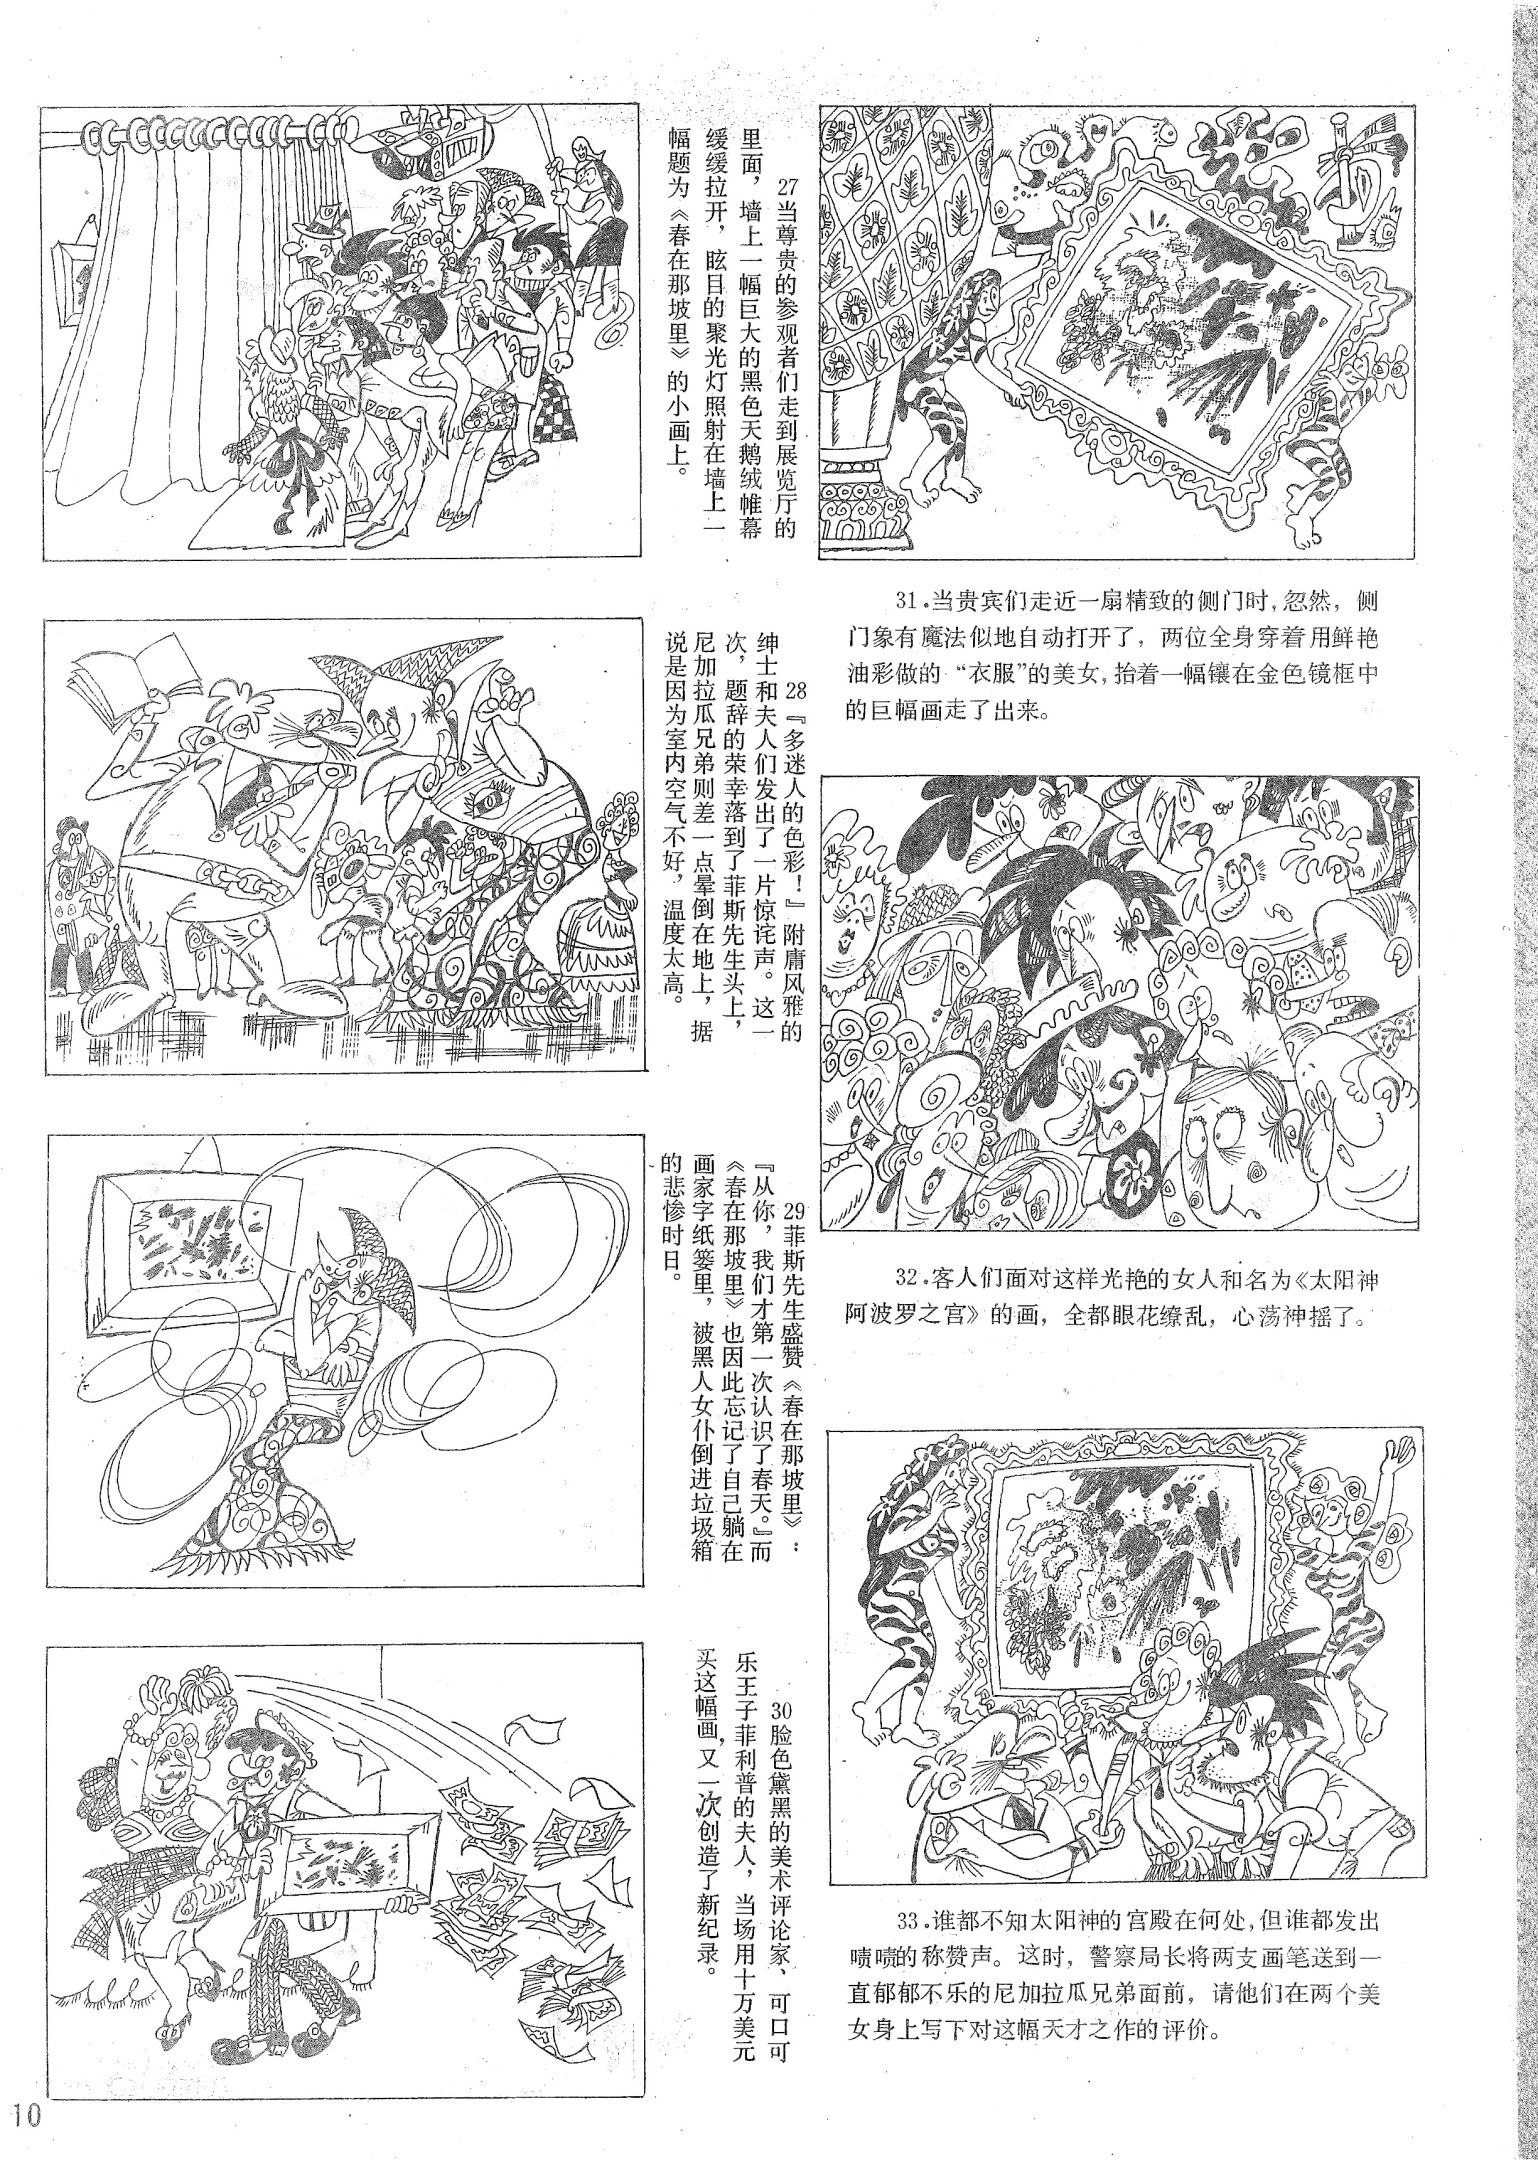 27当尊贵的参观者们走到展览厅的
里面，墙上一幅巨大的黑色天鹅绒帷幕
缓缓拉开，眩目的聚光灯照射在墙上一
幅题为《春在那坡里》的小画上。
28『多迷人的色彩！』附庸风雅的
绅士和夫人们发出了一片惊诧声。这一
次，题辞的荣幸落到了菲斯先生头上，
尼加拉瓜兄弟则差一点晕倒在地上，据
说是因为室内空气不好，温度太高。
29菲斯先生盛赞《春在那坡里》：
『从你，我们才第一次认识了春天。』而
《春在那坡里》也因此忘记了自己躺在
画家字纸篓里，被黑人女仆倒进垃圾箱
的悲惨时日。
30脸色黛黑的美术评论家、可口可
乐王子菲利普的夫人，当场用十万美元
买这幅画，又一次创造了新纪录。
31.当贵宾们走近一扇精致的侧门时，忽然，侧
门象有魔法似地自动打开了，两位全身穿着用鲜艳
油彩做的“衣服”的美女，抬着一幅镶在金色镜框中
的巨幅画走了出来。
32.客人们面对这样光艳的女人和名为《太阳神
阿波罗之宫》的画，全都眼花缭乱，心荡神摇了。
33.谁都不知太阳神的宫殿在何处，但谁都发出
啧啧的称赞声。这时，警察局长将两支画笔送到一
直郁郁不乐的尼加拉瓜兄弟面前，请他们在两个美
女身上写下对这幅天才之作的评价。
10